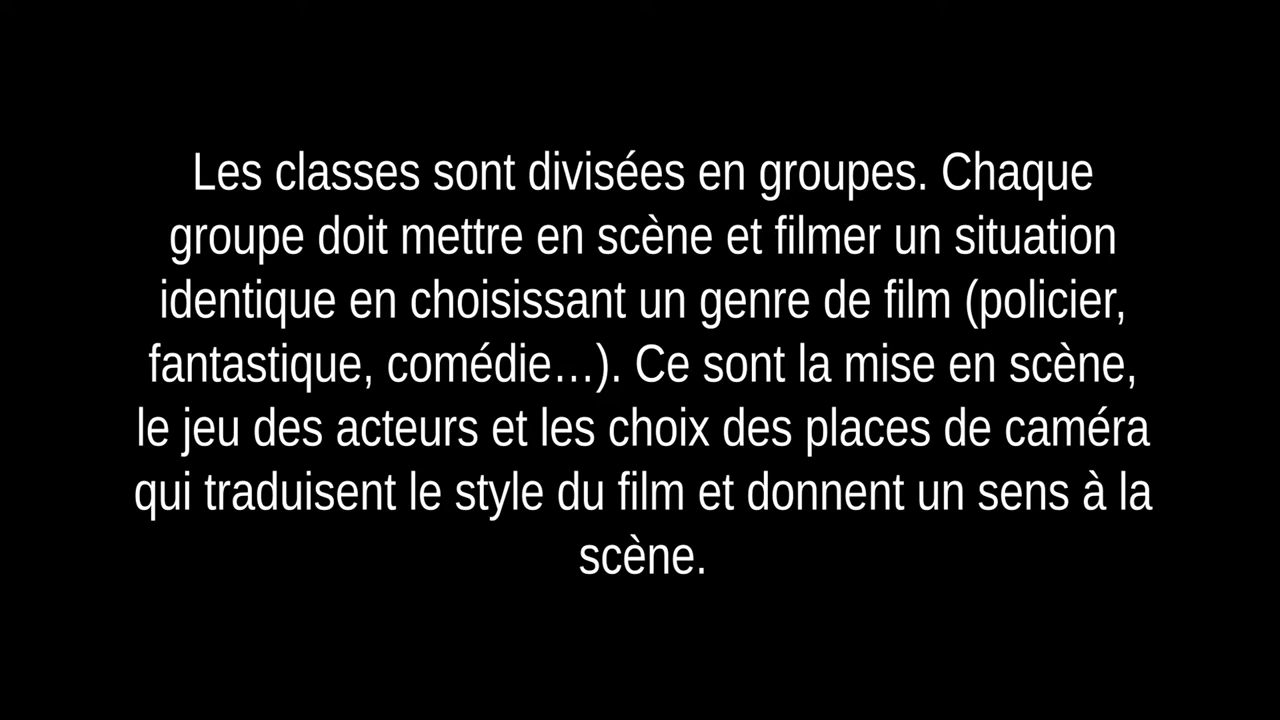 Les classes sont divisées en groupes. Chaque
groupe doit mettre en scène et filmer un situation
identique en choisissant un genre de film (policier,
fantastique, comédie…). Ce sont la mise en scène,
le jeu des acteurs et les choix des places de caméra
qui traduisent le style du film et donnent un sens à la
scène.